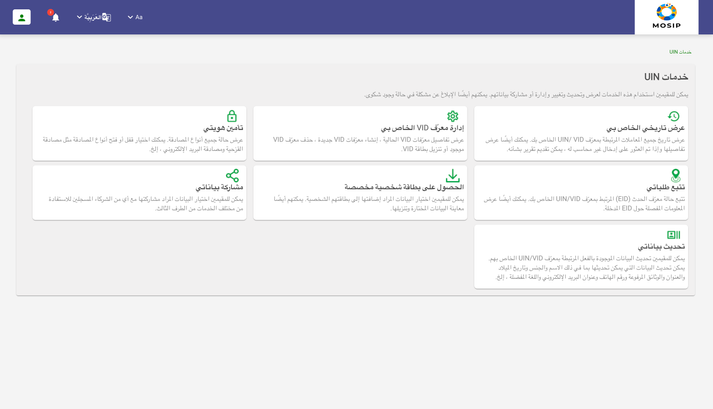 MOSIP
Aa
العَرَبِيَّة
خدمات UIN
خدمات UIN
يمكن للمقيمين استخدام هذه الخدمات لعرض وتحديث وتغيير وإدارة أو مشاركة بياناتهم. يمكنهم أيضًا الإبلاغ عن مشكلة في حالة وجود شكوى.
عرض تاريخي الخاص بي
عرض تاريخ جميع المعاملات المرتبطة بمعرّف UIN/ VID الخاص بك. يمكنك أيضًا عرض
تفاصيلها وإذا تم العثور على إدخال غير محاسب له ، يمكن تقديم تقرير بشأنه.
إدارة معرّف VID الخاص بي
عرض تفاصيل معرّفات VID الحالية ، إنشاء معرّفات VID جديدة ، حذف معرّف VID
موجود أو تنزيل بطاقة VID.
تامين هويتي
عرض حالة جميع أنواع المصادقة. يمكنك اختيار قفل أو فتح أنواع المصادقة مثل مصادقة
القزحية ومصادقة البريد الإلكتروني ، إلخ.
تتبع طلباتي
تتبع حالة معرّف الحدث (EID) المرتبط بمعرّف UIN/VID الخاص بك. يمكنك أيضًا عرض
المعلومات المفصلة حول EID المدخلة.
الحصول على بطاقة شخصية مخصصة
يمكن للمقيمين اختيار البيانات المراد إضافتها إلى بطاقتهم الشخصية. يمكنهم أيضًا
معاينة البيانات المختارة وتنزيلها.
مشاركة بياناتي
يمكن للمقيمين اختيار البيانات المراد مشاركتها مع أي من الشركاء المسجلين للإستفادة
من مختلف الخدمات من الطرف الثالث.
تحديث بياناتي
يمكن للمقيمين تحديث البيانات الموجودة بالفعل المرتبطة بمعرّف UIN/VID الخاص بهم.
يمكن تحديث البيانات التي يمكن تحديثها بما في ذلك الاسم والجنس وتاريخ الميلاد
والعنوان والوثائق المرفوعة ورقم الهاتف وعنوان البريد الإلكتروني واللغة المفضلة ، إلخ.